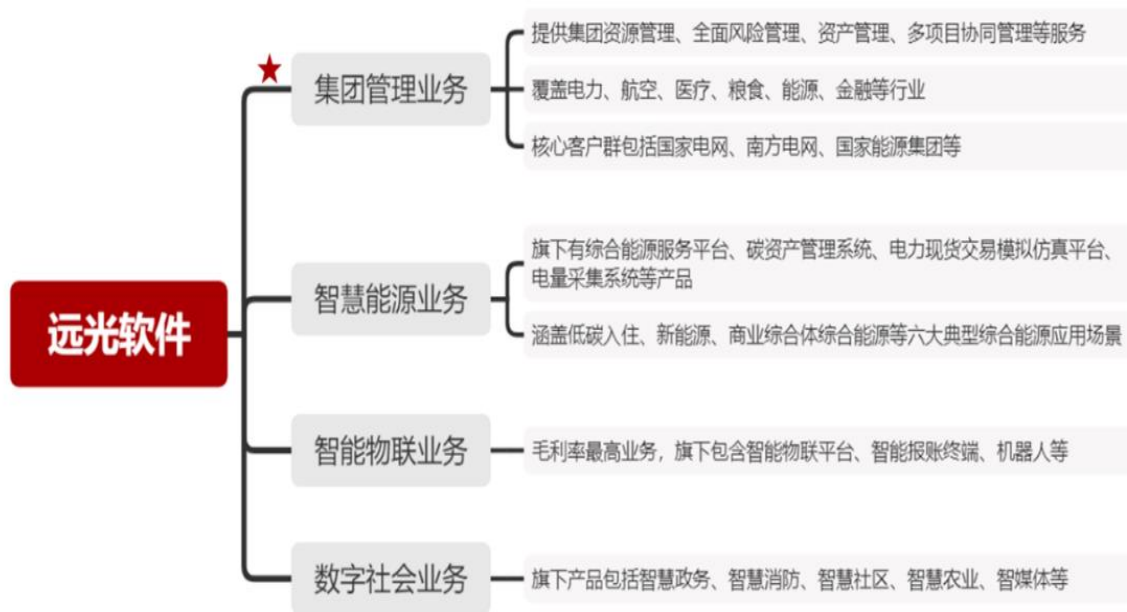 远光软件
集团管理业务
提供集团资源管理、全面风险管理、资产管理、多项目协同管理等服务
覆盖电力、航空、医疗、粮食、能源、金融等行业
核心客户群包括国家电网、南方电网、国家能源集团等
智慧能源业务
旗下有综合能源服务平台、碳资产管理系统、电力现货交易模拟仿真平台、
电量采集系统等产品
涵盖低碳入住、新能源、商业综合体综合能源等六大典型综合能源应用场景
智能物联业务
毛利率最高业务，旗下包含智能物联平台、智能报账终端、机器人等
数字社会业务
旗下产品包括智慧政务、智慧消防、智慧社区、智慧农业、智媒体等